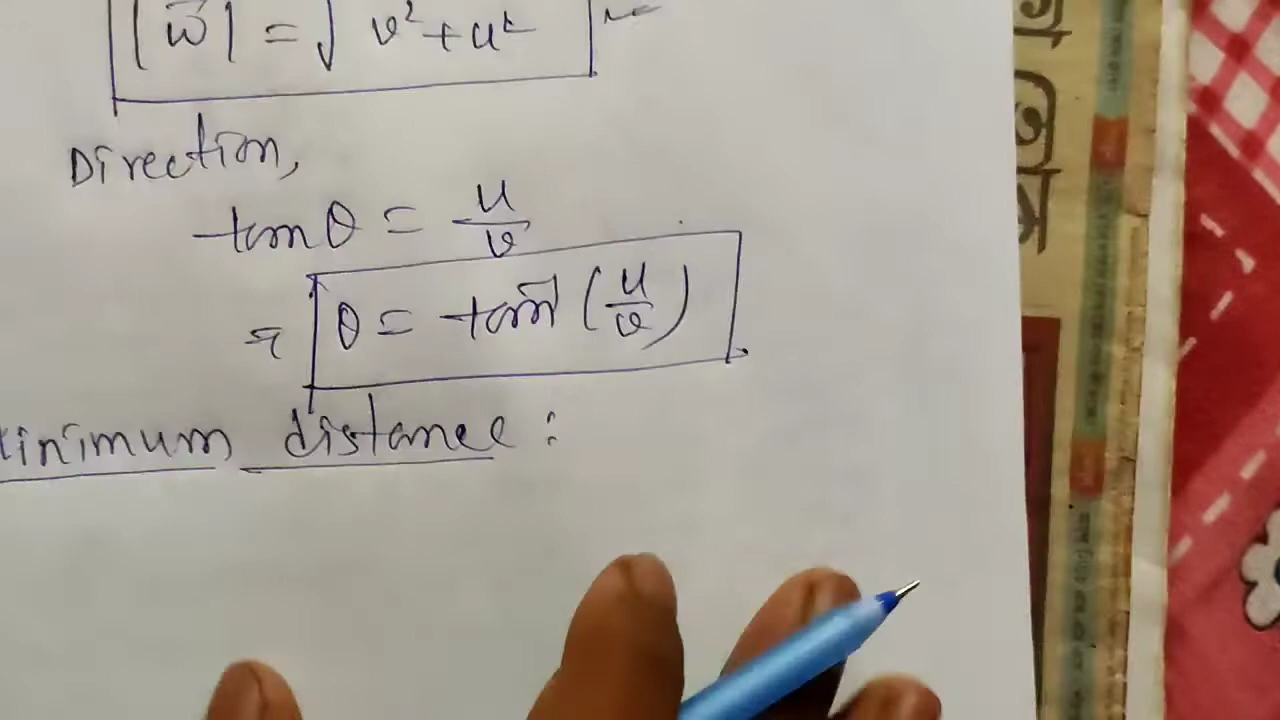 |w⃗| = √v²+u²
Direction,
tanθ = u/v
= θ = tan⁻¹(u/v)
inimum distance :